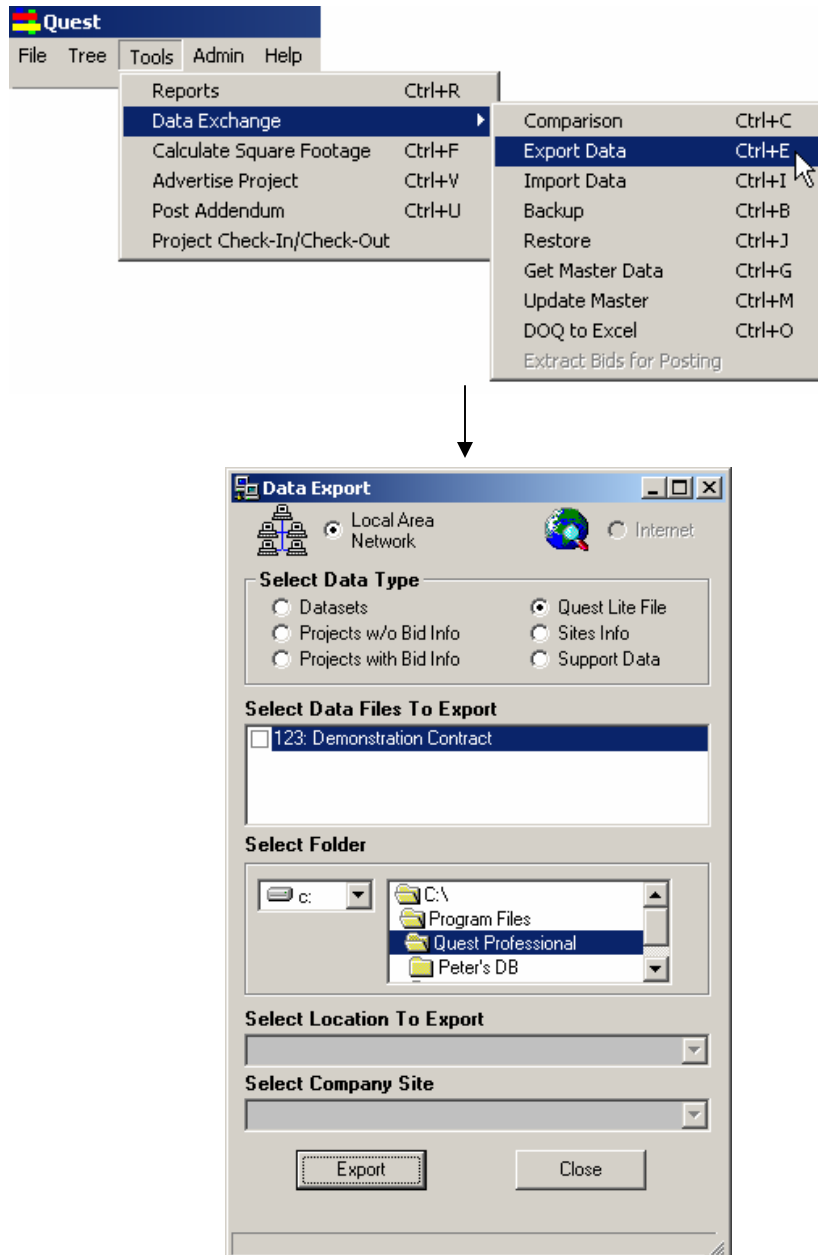 Quest
File Tree Tools Admin Help
Reports Ctrl+R
Data Exchange
Calculate Square Footage Ctrl+F
Advertise Project Ctrl+V
Post Addendum Ctrl+U
Project Check-In/Check-Out
Comparison Ctrl+C
Export Data Ctrl+E
Import Data Ctrl+I
Backup Ctrl+B
Restore Ctrl+J
Get Master Data Ctrl+G
Update Master Ctrl+M
DOQ to Excel Ctrl+O
Extract Bids for Posting
Data Export
Local Area
Network
Internet
Select Data Type
Datasets Quest Lite File
Projects w/o Bid Info Sites Info
Projects with Bid Info Support Data
Select Data Files To Export
123: Demonstration Contract
Select Folder
c: C:\
Program Files
Quest Professional
Peter's DB
Select Location To Export
Select Company Site
Export Close